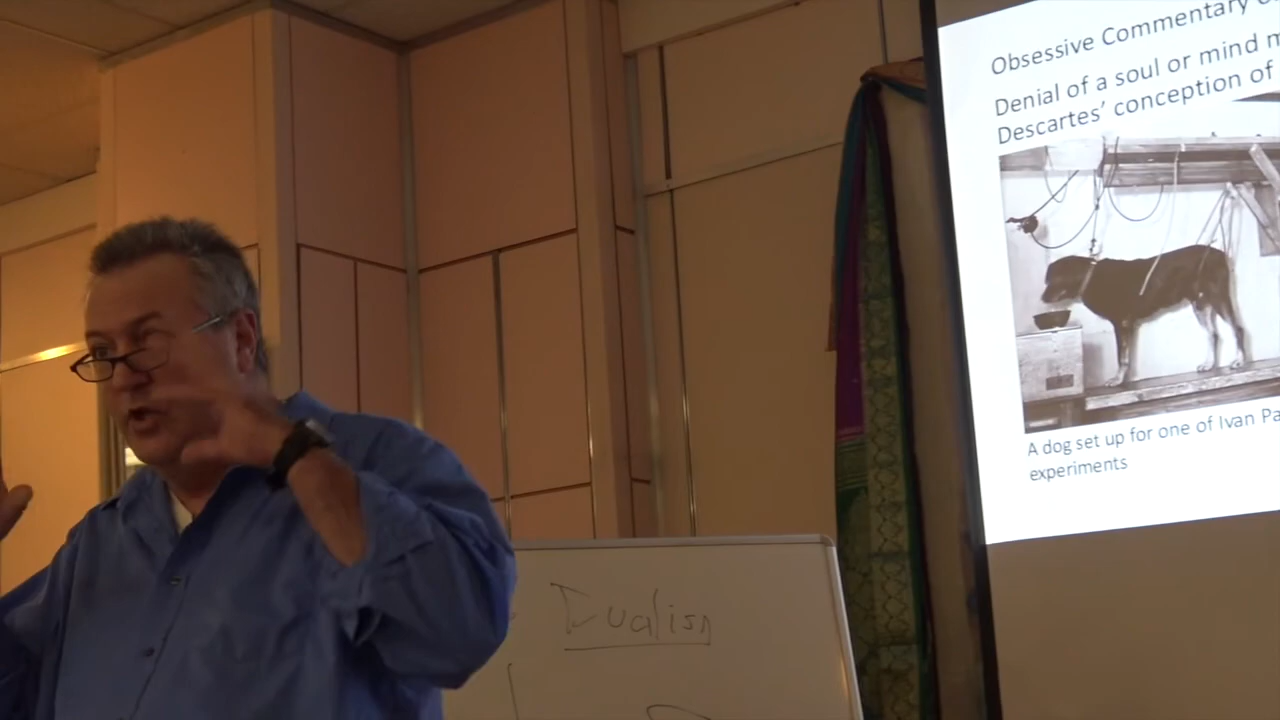 Obsessive Commentary
Denial of a soul or mind
Descartes' conception of
A dog set up for one of Ivan
experiments
Dualism